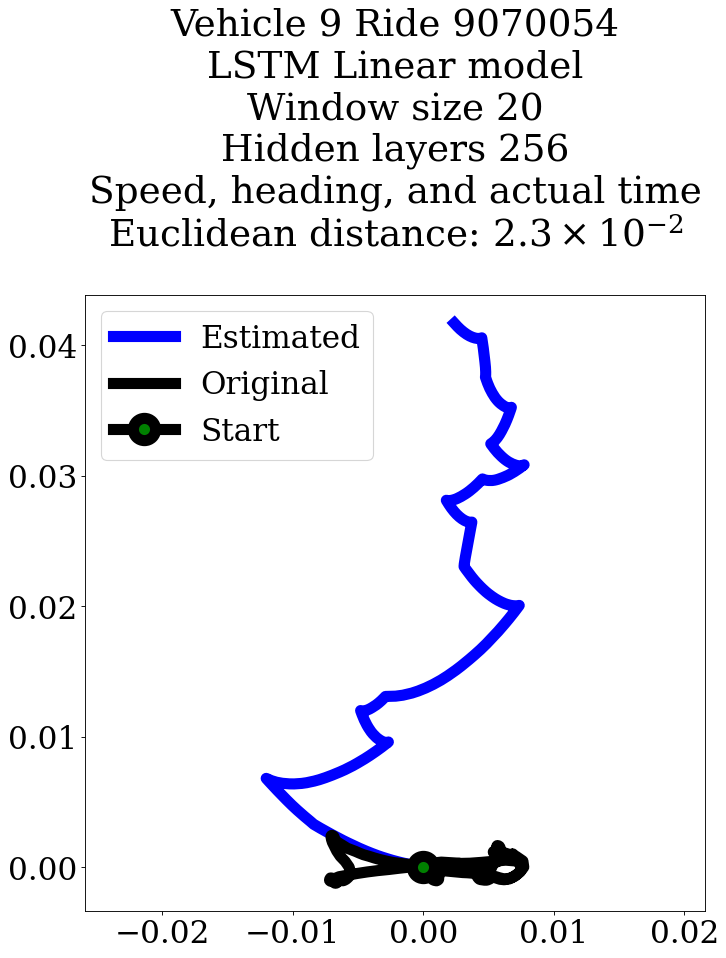 Vehicle 9 Ride 9070054
LSTM Linear model
Window size 20
Hidden layers 256
Speed, heading, and actual time
Euclidean distance: 2.3 × 10⁻²
Estimated
Original
Start
0.04
0.03
0.02
0.01
0.00
−0.02 −0.01 0.00 0.01 0.02